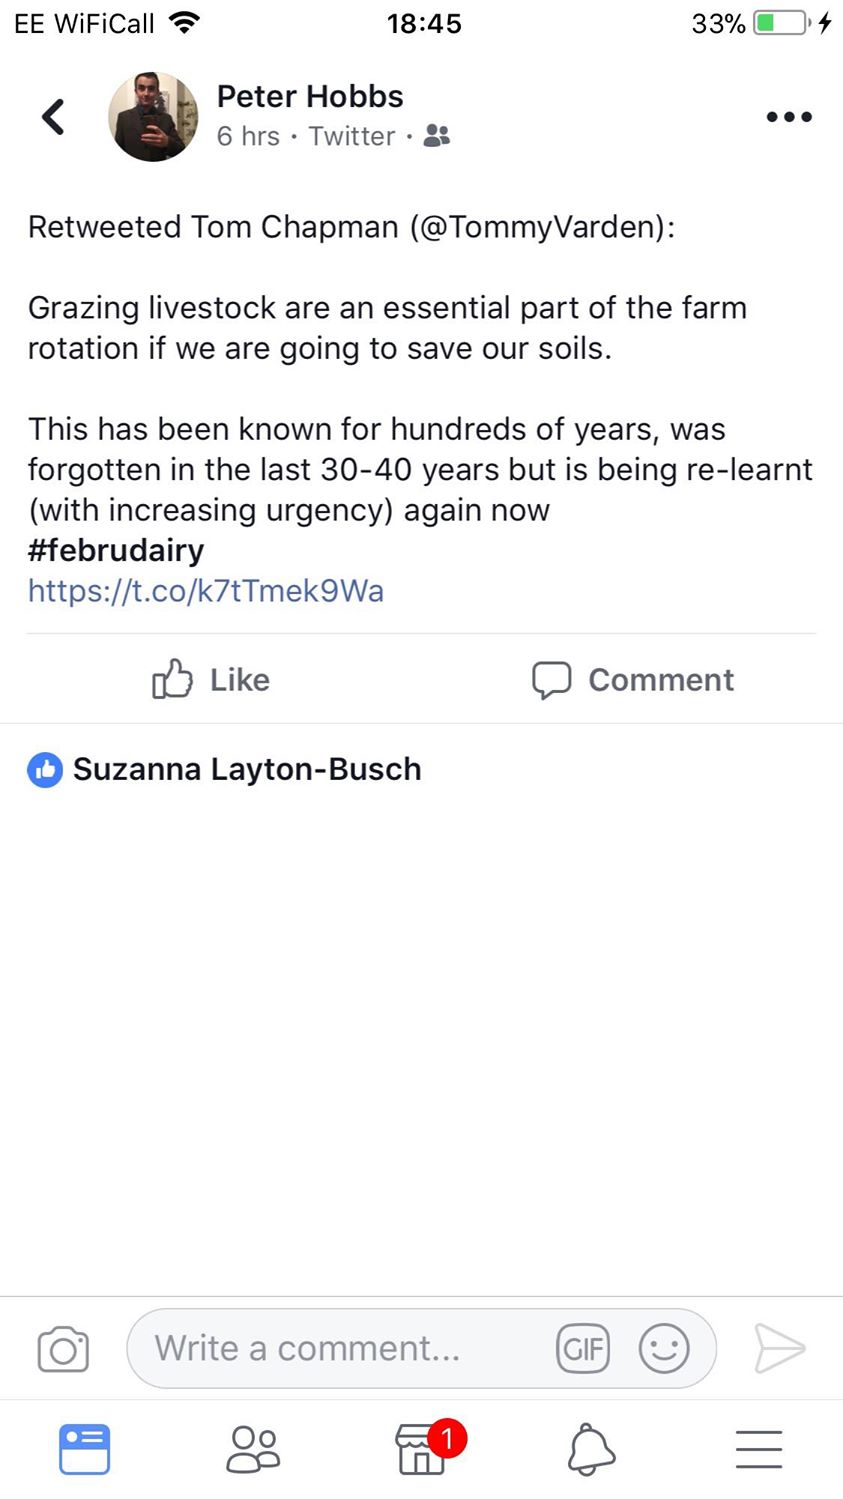 EE WiFiCall 18:45 33%
Peter Hobbs
6 hrs • Twitter •
Retweeted Tom Chapman (@TommyVarden):
Grazing livestock are an essential part of the farm
rotation if we are going to save our soils.
This has been known for hundreds of years, was
forgotten in the last 30-40 years but is being re-learnt
(with increasing urgency) again now
#februdairy
https://t.co/k7tTmek9Wa
Like Comment
Suzanna Layton-Busch
Write a comment... GIF
1